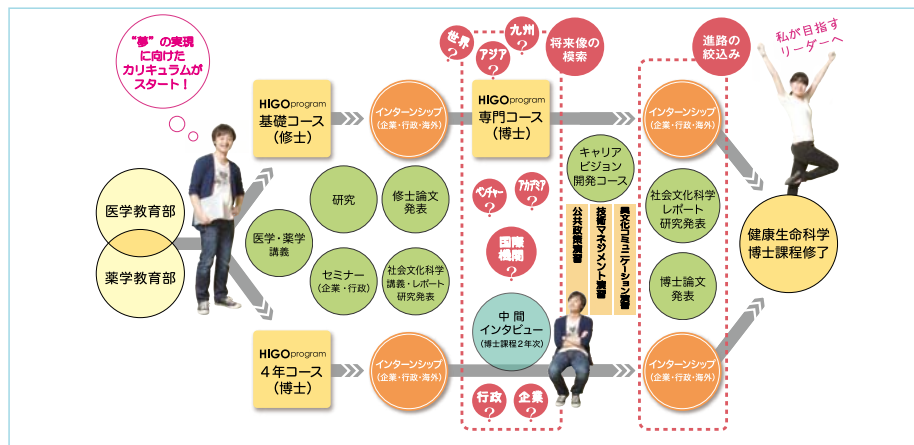 “夢”の実現
に向けた
カリキュラムが
スタート！
医学教育部
薬学教育部
HIGOprogram
基礎コース
（修士）
インターンシップ
（企業・行政・海外）
医学・薬学
講義
研究
修士論文
発表
セミナー
（企業・行政）
社会文化科学
講義・レポート
研究発表
HIGOprogram
4年コース
（博士）
インターンシップ
（企業・行政・海外）
世界
?
アジア
?
九州
?
将来像の
模索
HIGOprogram
専門コース
（博士）
ベンチャー
?
アカデミア
?
国際
機関
?
中間
インタビュー
（博士課程2年次）
行政
?
企業
?
キャリア
ビジョン
開発コース
公共政策演習
技術マネジメント演習
異文化コミュニケーション演習
進路の
絞込み
インターンシップ
（企業・行政・海外）
社会文化科学
レポート
研究発表
博士論文
発表
インターンシップ
（企業・行政・海外）
私が目指す
リーダーへ
健康生命科学
博士課程修了